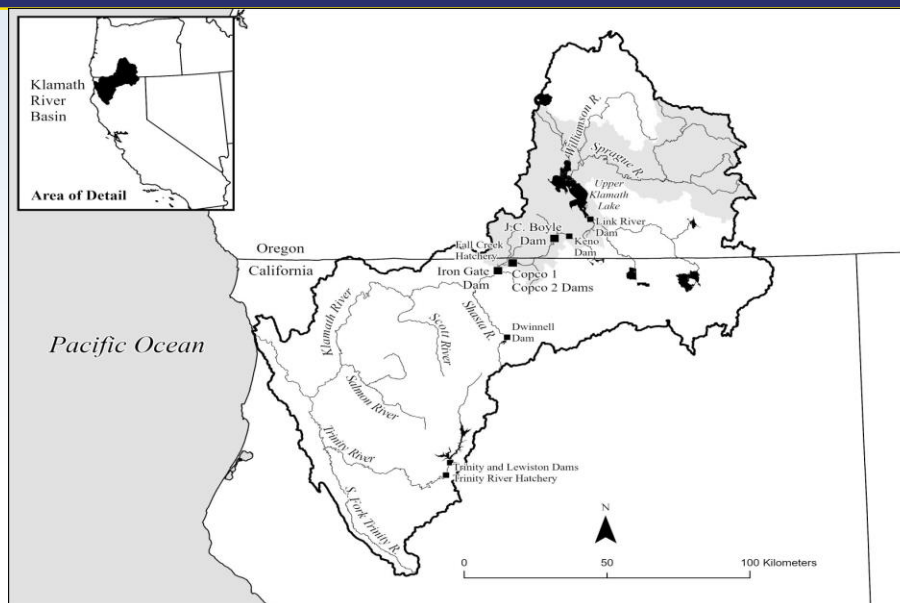 Klamath
River
Basin
Area of Detail
Williamson R.
Sprague R.
Upper
Klamath
Lake
Link River
Dam
J.C. Boyle
Dam
Keno
Dam
Oregon
California
Fall Creek
Hatchery
Iron Gate
Dam
Copco 1
Copco 2 Dams
Klamath River
Scott River
Shasta R.
Dwinnell
Dam
Pacific Ocean
Salmon River
Trinity River
Trinity and Lewiston Dams
Trinity River Hatchery
S. Fork Trinity R.
N
0 50 100 Kilometers